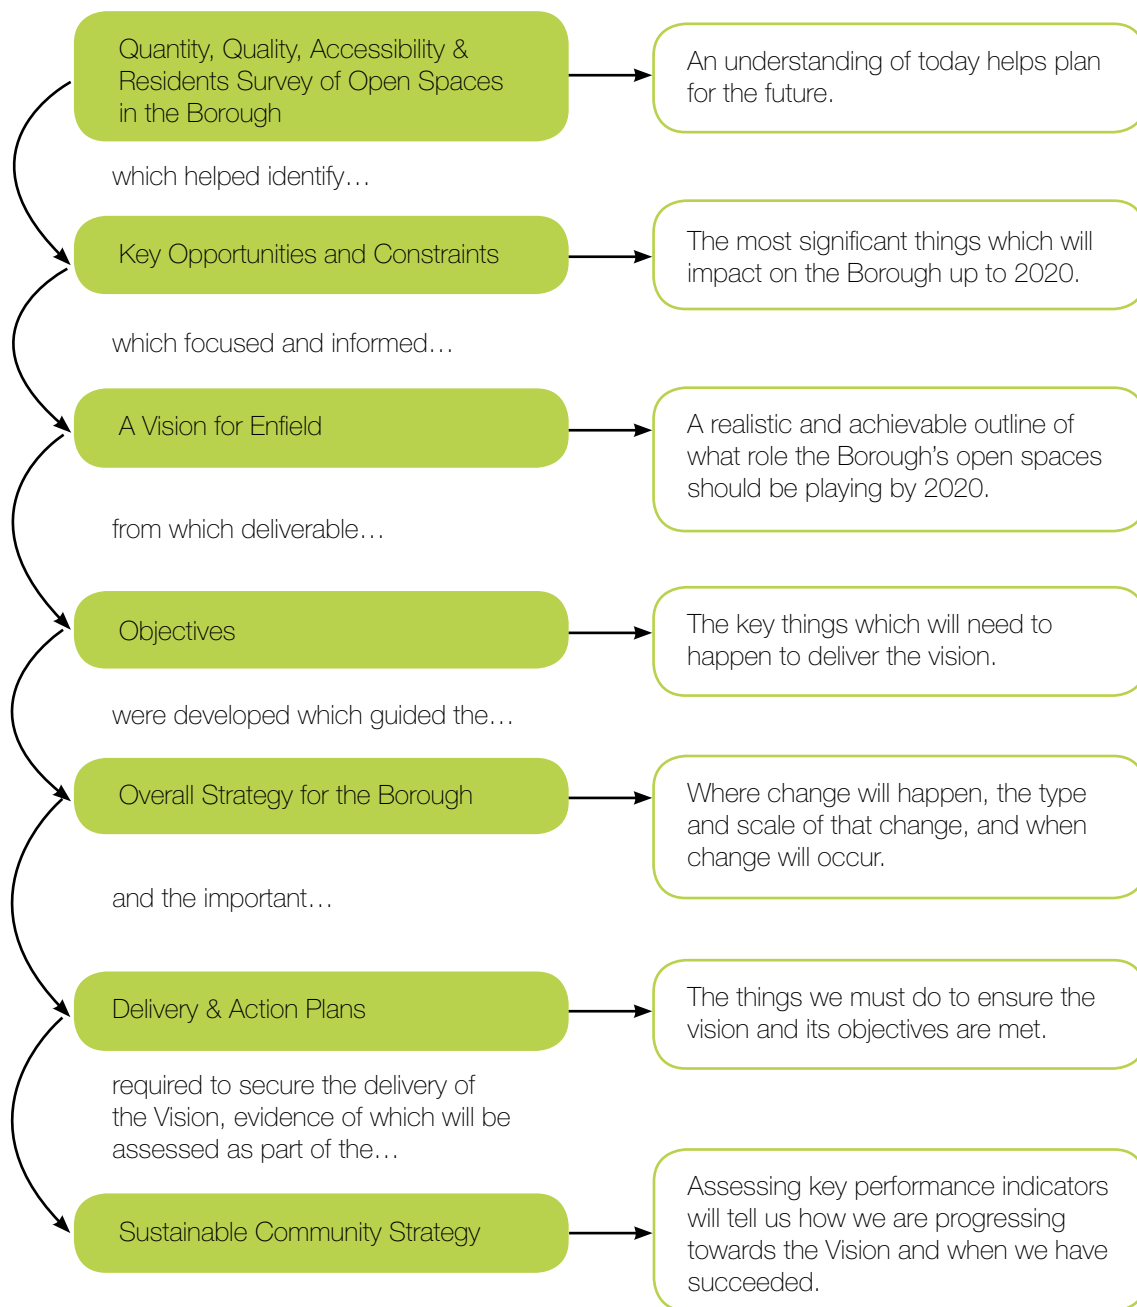 Quantity, Quality, Accessibility &
Residents Survey of Open Spaces
in the Borough
An understanding of today helps plan
for the future.
which helped identify…
Key Opportunities and Constraints
The most significant things which will
impact on the Borough up to 2020.
which focused and informed…
A Vision for Enfield
A realistic and achievable outline of
what role the Borough’s open spaces
should be playing by 2020.
from which deliverable…
Objectives
The key things which will need to
happen to deliver the vision.
were developed which guided the…
Overall Strategy for the Borough
Where change will happen, the type
and scale of that change, and when
change will occur.
and the important…
Delivery & Action Plans
The things we must do to ensure the
vision and its objectives are met.
required to secure the delivery of
the Vision, evidence of which will be
assessed as part of the…
Sustainable Community Strategy
Assessing key performance indicators
will tell us how we are progressing
towards the Vision and when we have
succeeded.